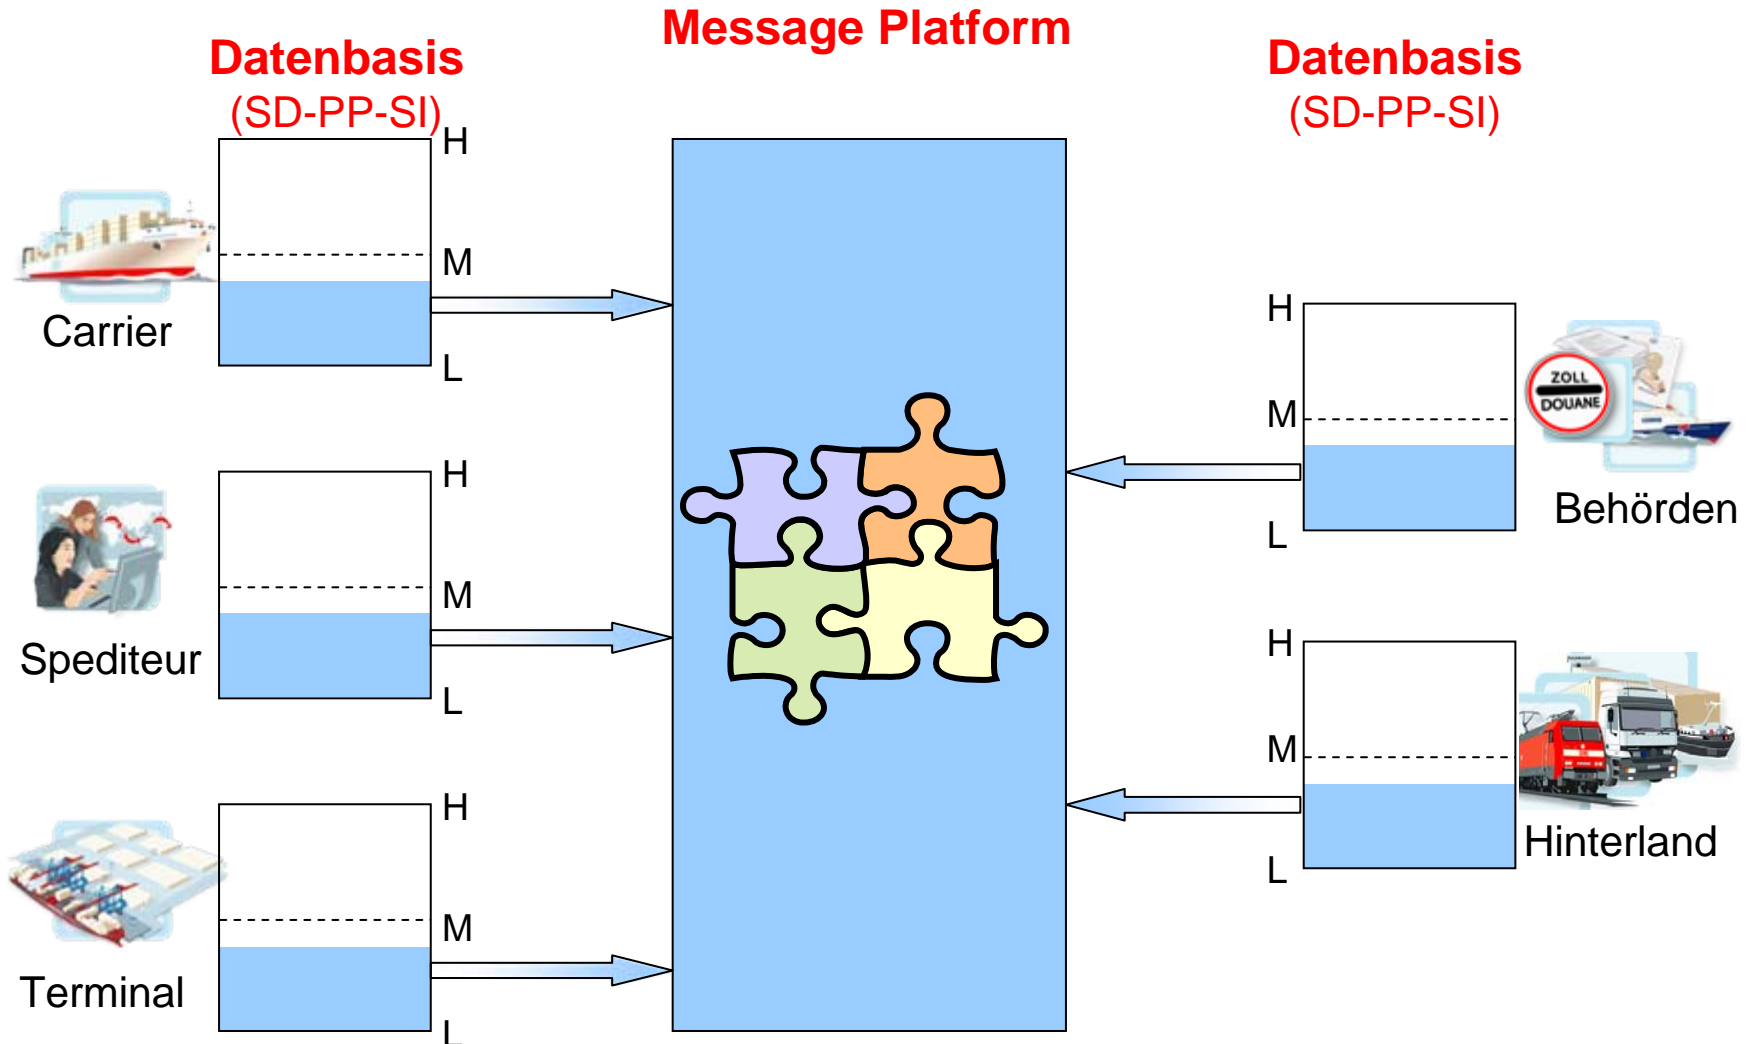 Message Platform
Datenbasis
(SD-PP-SI)
H
M
L
Carrier
H
M
L
Spediteur
H
M
L
Terminal
Datenbasis
(SD-PP-SI)
H
M
L
ZOLL
DOUANE
Behörden
H
M
L
Hinterland